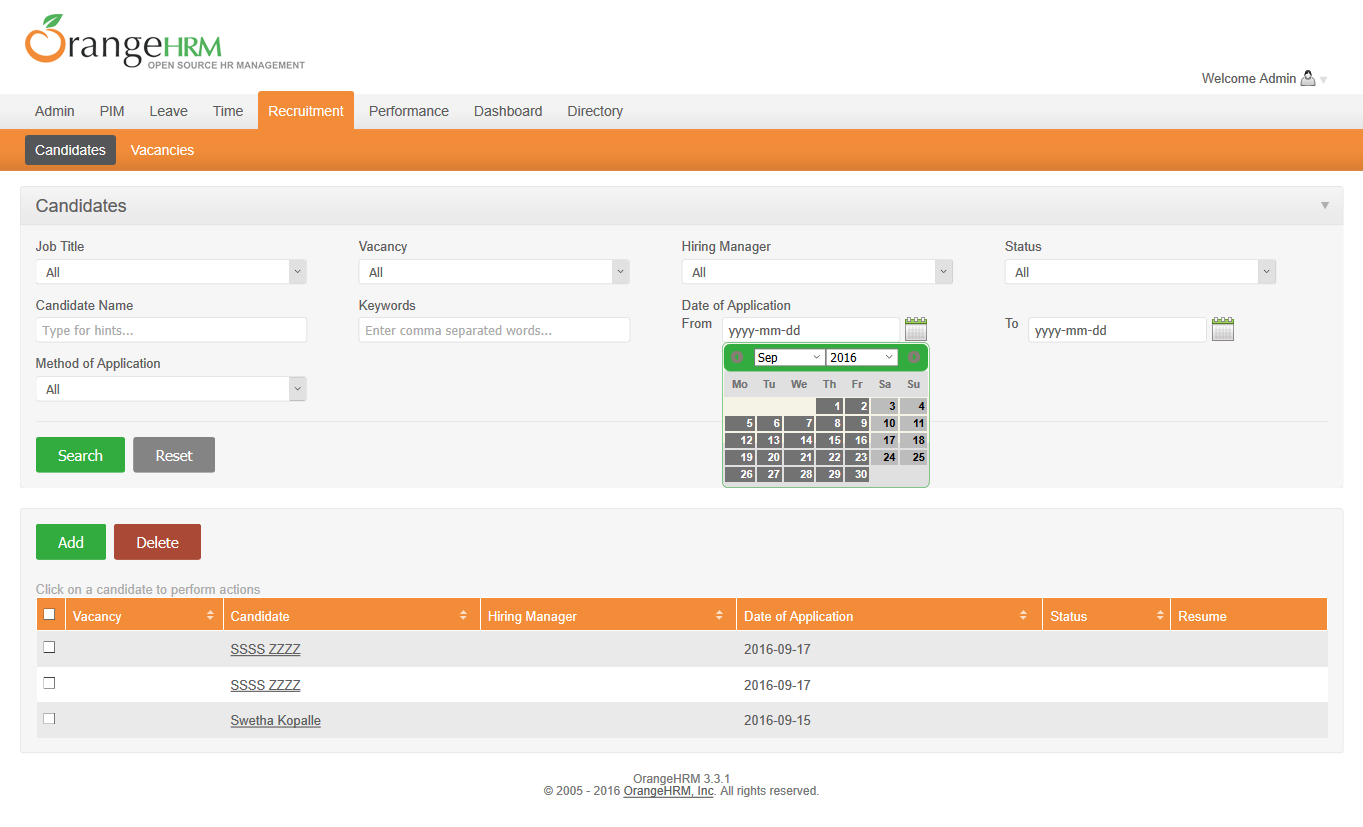 OrangeHRM
OPEN SOURCE HR MANAGEMENT
Welcome Admin
Admin PIM Leave Time Recruitment Performance Dashboard Directory
Candidates Vacancies
Candidates
Job Title Vacancy Hiring Manager Status
All All All All
Candidate Name Keywords Date of Application
From To
Type for hints... Enter comma separated words... yyyy-mm-dd yyyy-mm-dd
Method of Application
All
Sep 2016
Mo Tu We Th Fr Sa Su
1 2 3 4
5 6 7 8 9 10 11
12 13 14 15 16 17 18
19 20 21 22 23 24 25
26 27 28 29 30
Search Reset
Add Delete
Click on a candidate to perform actions
Vacancy Candidate Hiring Manager Date of Application Status Resume
SSSS ZZZZ 2016-09-17
SSSS ZZZZ 2016-09-17
Swetha Kopalle 2016-09-15
OrangeHRM 3.3.1
© 2005 - 2016 OrangeHRM, Inc. All rights reserved.